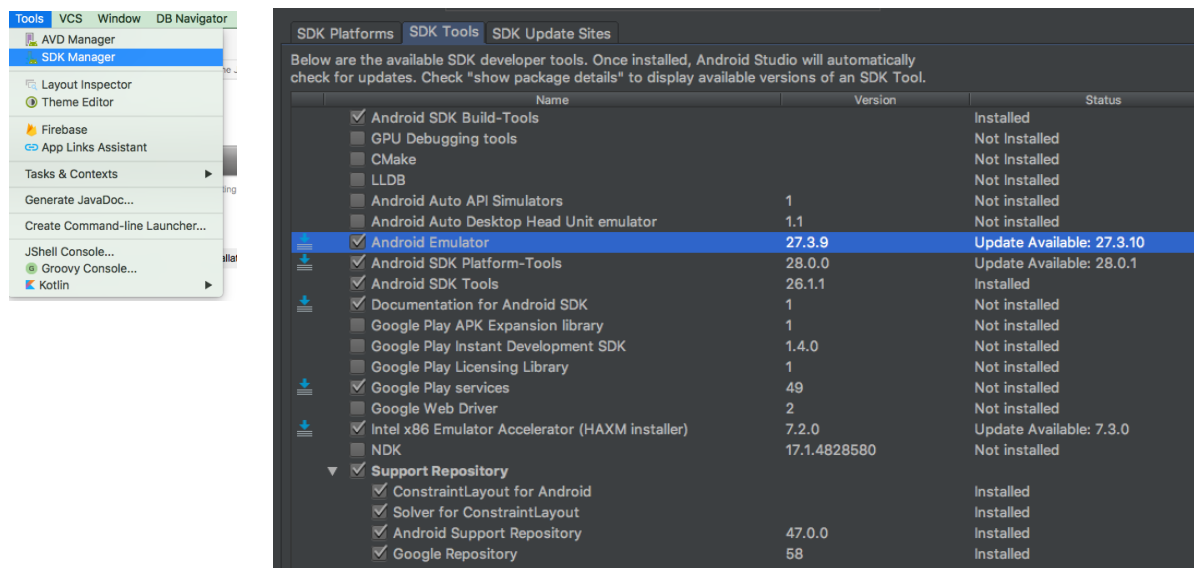 Tools VCS Window DB Navigator
AVD Manager
SDK Manager
Layout Inspector
Theme Editor
Firebase
App Links Assistant
Tasks & Contexts
Generate JavaDoc...
Create Command-line Launcher...
JShell Console...
Groovy Console...
Kotlin
SDK Platforms SDK Tools SDK Update Sites
Below are the available SDK developer tools. Once installed, Android Studio will automatically
check for updates. Check "show package details" to display available versions of an SDK Tool.
Name Version Status
Android SDK Build-Tools Installed
GPU Debugging tools Not Installed
CMake Not Installed
LLDB Not Installed
Android Auto API Simulators 1 Not installed
Android Auto Desktop Head Unit emulator 1.1 Not installed
Android Emulator 27.3.9 Update Available: 27.3.10
Android SDK Platform-Tools 28.0.0 Update Available: 28.0.1
Android SDK Tools 26.1.1 Installed
Documentation for Android SDK 1 Not installed
Google Play APK Expansion library 1 Not installed
Google Play Instant Development SDK 1.4.0 Not installed
Google Play Licensing Library 1 Not installed
Google Play services 49 Not installed
Google Web Driver 2 Not installed
Intel x86 Emulator Accelerator (HAXM installer) 7.2.0 Update Available: 7.3.0
NDK 17.1.4828580 Not installed
Support Repository
ConstraintLayout for Android Installed
Solver for ConstraintLayout Installed
Android Support Repository 47.0.0 Installed
Google Repository 58 Installed